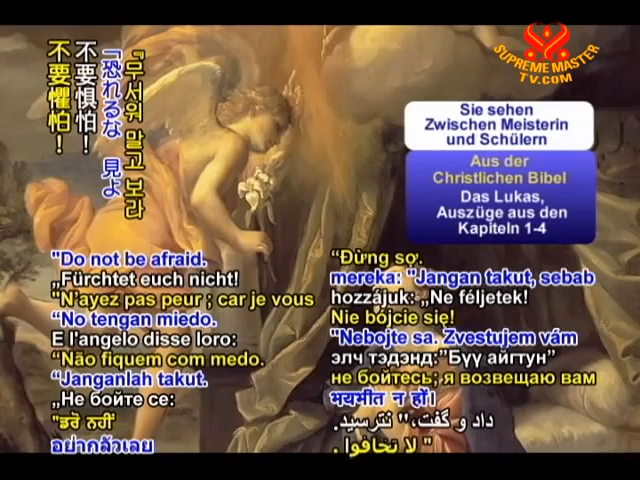 SUPREME MASTER
TV.COM
『무서워 말고 보라
「恐れるな 見よ
不要惧怕！
不要懼怕！
Sie sehen
Zwischen Meisterin
und Schülern
Aus der
Christlichen Bibel
Das Lukas,
Auszüge aus den
Kapiteln 1-4
"Do not be afraid.
„Fürchtet euch nicht!
"N'ayez pas peur ; car je vous
“No tengan miedo.
E l'angelo disse loro:
“Não fiquem com medo.
“Janganlah takut.
„Не бойте се:
"ਡਰੋ ਨਹੀਂ
อย่ากลัวเลย
“Đừng sợ.
mereka: "Jangan takut, sebab
hozzájuk: „Ne féljetek!
Nie bójcie się!
"Nebojte sa. Zvestujem vám
элч тэдэнд:"Бүү айгтун”
не бойтесь; я возвещаю вам
भयभीत न हों।
داد و گفت،" نترسید.
" لا تخافوا .